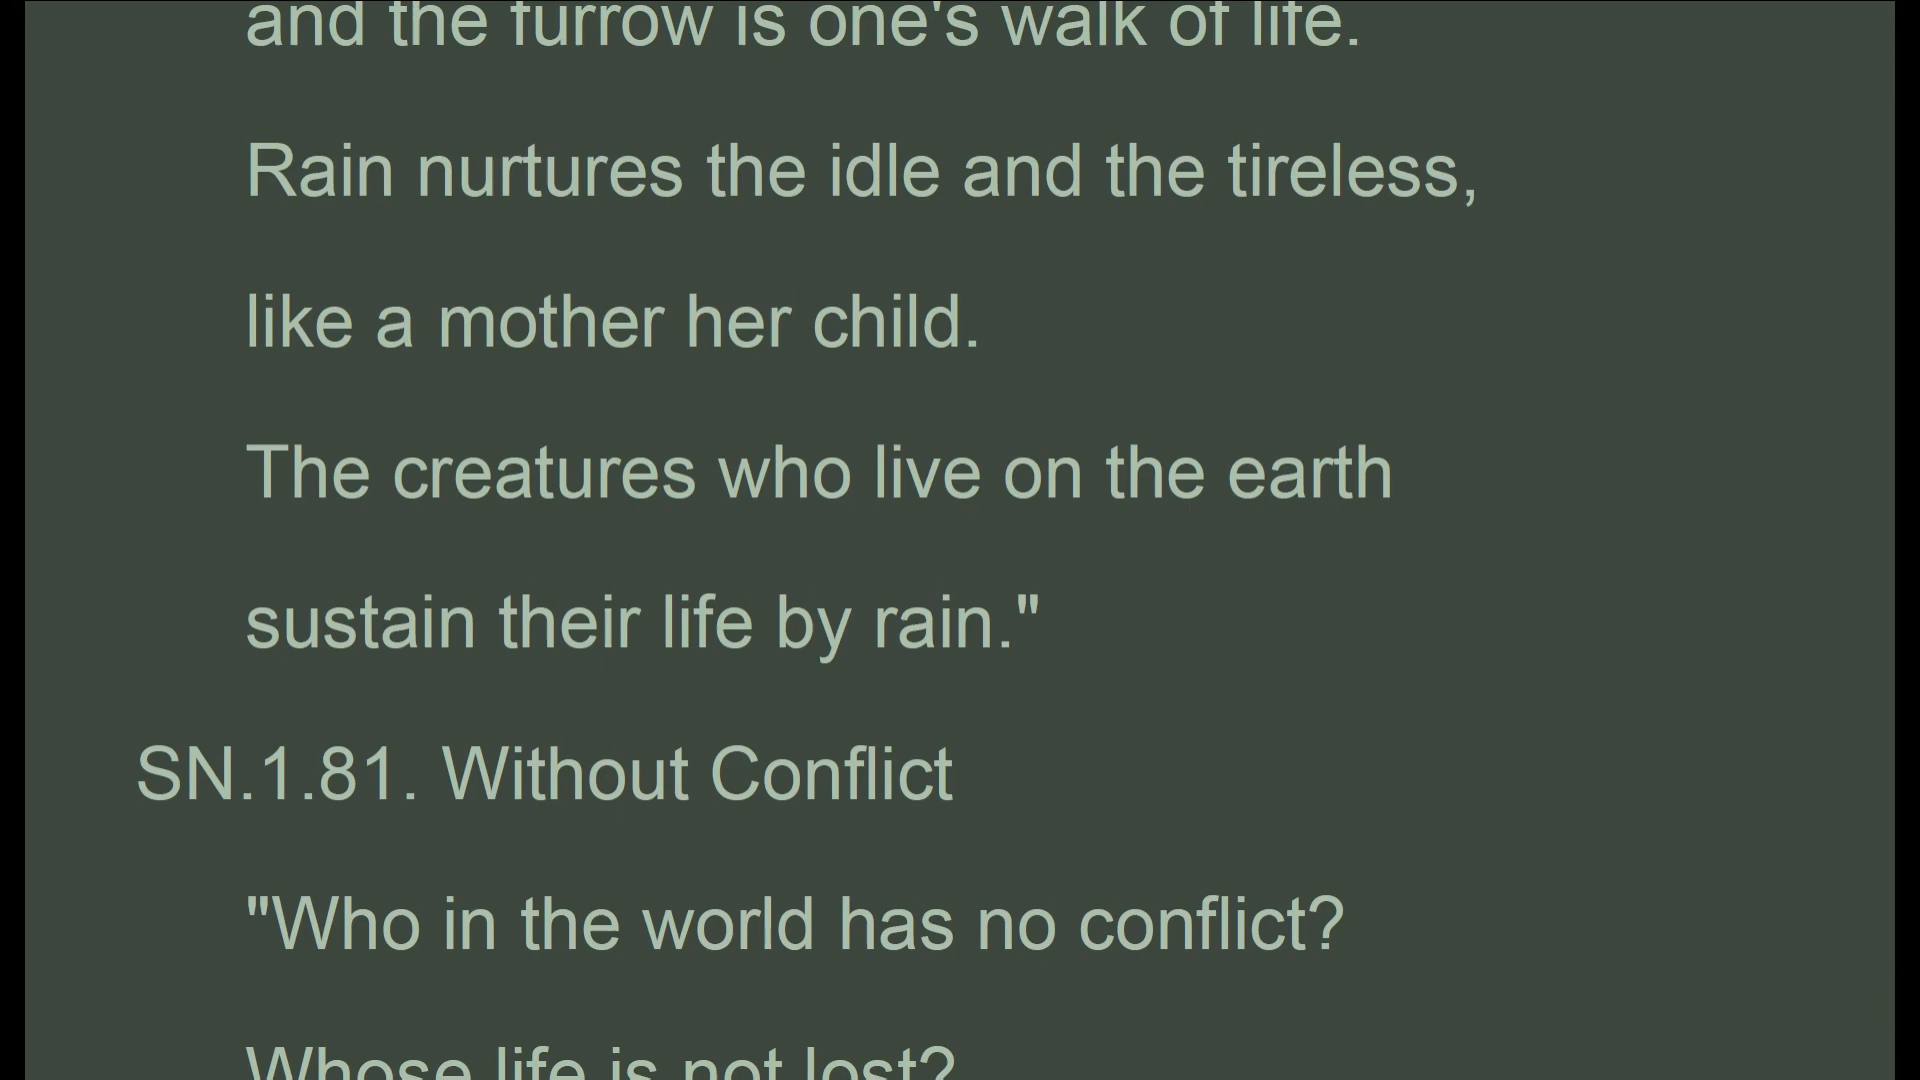 and the furrow is one's walk of life.
Rain nurtures the idle and the tireless,
like a mother her child.
The creatures who live on the earth
sustain their life by rain."
SN.1.81. Without Conflict
"Who in the world has no conflict?
Whose life is not lost?